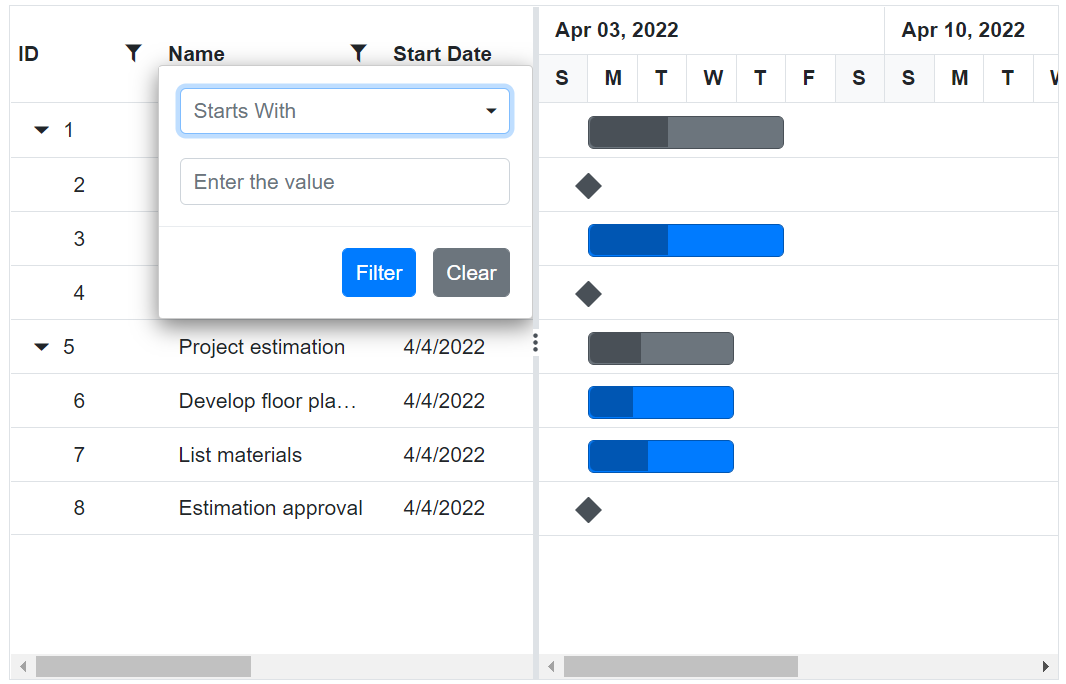 ID Name Start Date
Starts With
Enter the value
Filter Clear
1
2
3
4
5 Project estimation 4/4/2022
6 Develop floor pla… 4/4/2022
7 List materials 4/4/2022
8 Estimation approval 4/4/2022
Apr 03, 2022 Apr 10, 2022
S M T W T F S S M T